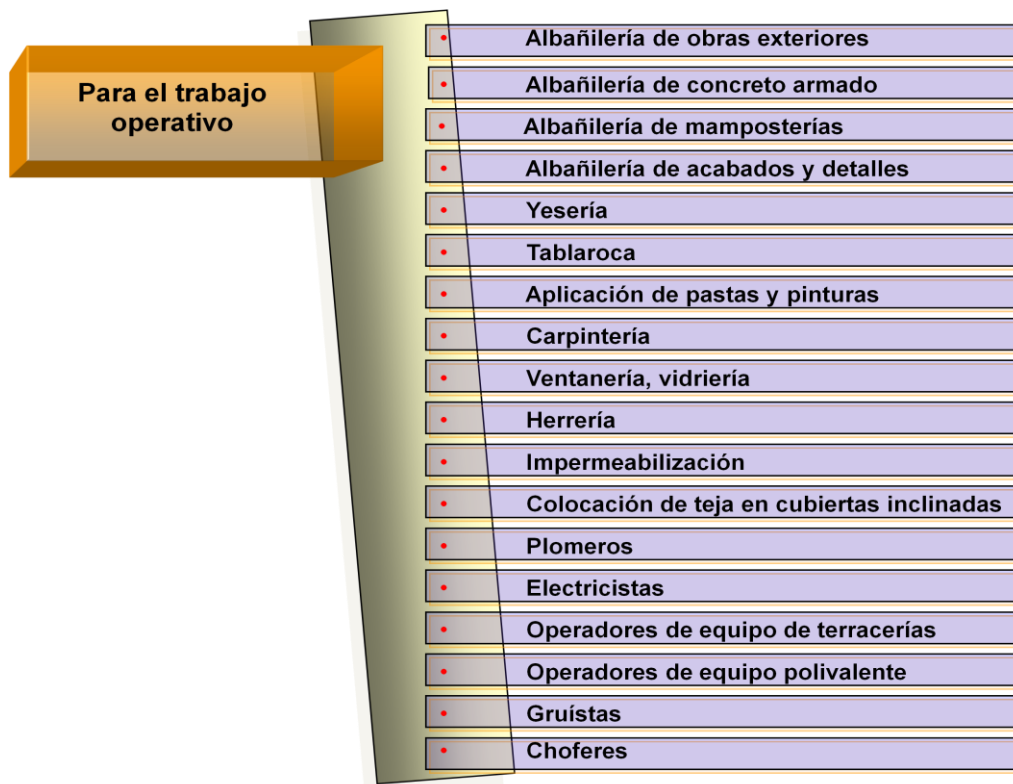 Para el trabajo
operativo
• Albañilería de obras exteriores
• Albañilería de concreto armado
• Albañilería de mamposterías
• Albañilería de acabados y detalles
• Yesería
• Tablaroca
• Aplicación de pastas y pinturas
• Carpintería
• Ventanería, vidriería
• Herrería
• Impermeabilización
• Colocación de teja en cubiertas inclinadas
• Plomeros
• Electricistas
• Operadores de equipo de terracerías
• Operadores de equipo polivalente
• Gruístas
• Choferes